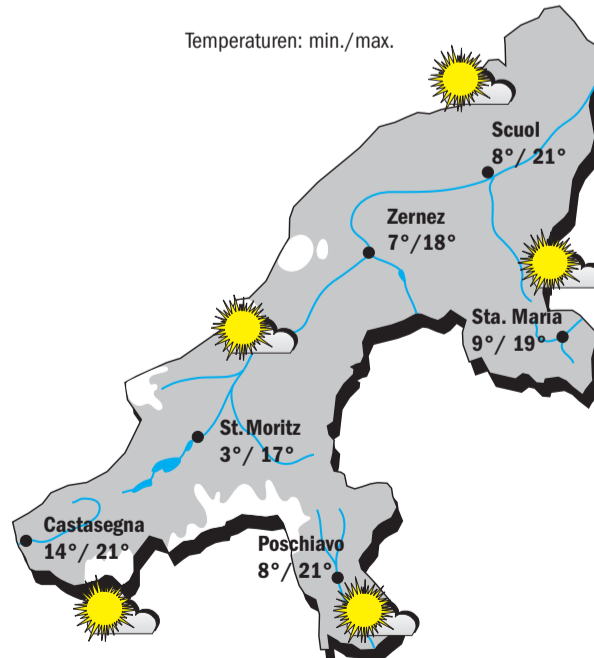 Temperaturen: min./max.
Scuol
8°/ 21°
Zernez
7°/18°
Sta. Maria
9°/ 19°
St. Moritz
3°/ 17°
Castasegna
14°/ 21°
Poschiavo
8°/ 21°